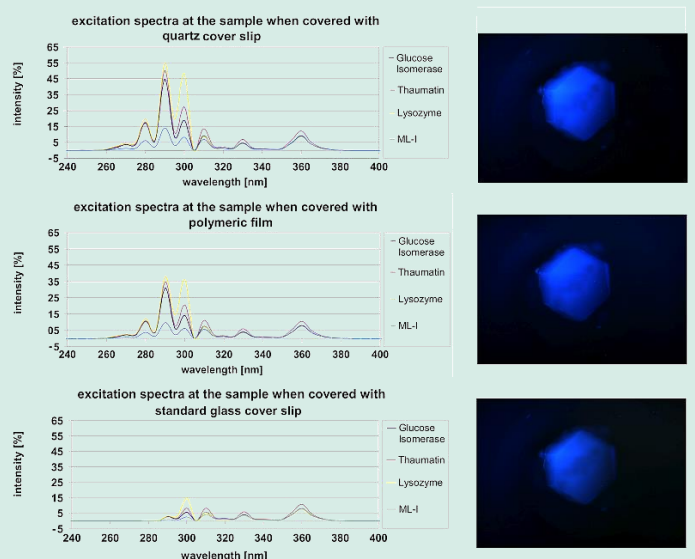 excitation spectra at the sample when covered with
quartz cover slip
intensity [%]
65
55
45
35
25
15
5
-5
240 260 280 300 320 340 360 380 400
wavelength [nm]
Glucose
Isomerase
Thaumatin
Lysozyme
ML-I
excitation spectra at the sample when covered with
polymeric film
intensity [%]
65
55
45
35
25
15
05
-5
240 260 280 300 320 340 360 380 400
wavelength [nm]
Glucose
Isomerase
Thaumatin
Lysozyme
ML-I
excitation spectra at the sample when covered with
standard glass cover slip
intensity [%]
65
55
45
35
25
15
5
-5
240 260 280 300 320 340 360 380 400
wavelength [nm]
Glucose
Isomerase
Thaumatin
Lysozyme
ML-I